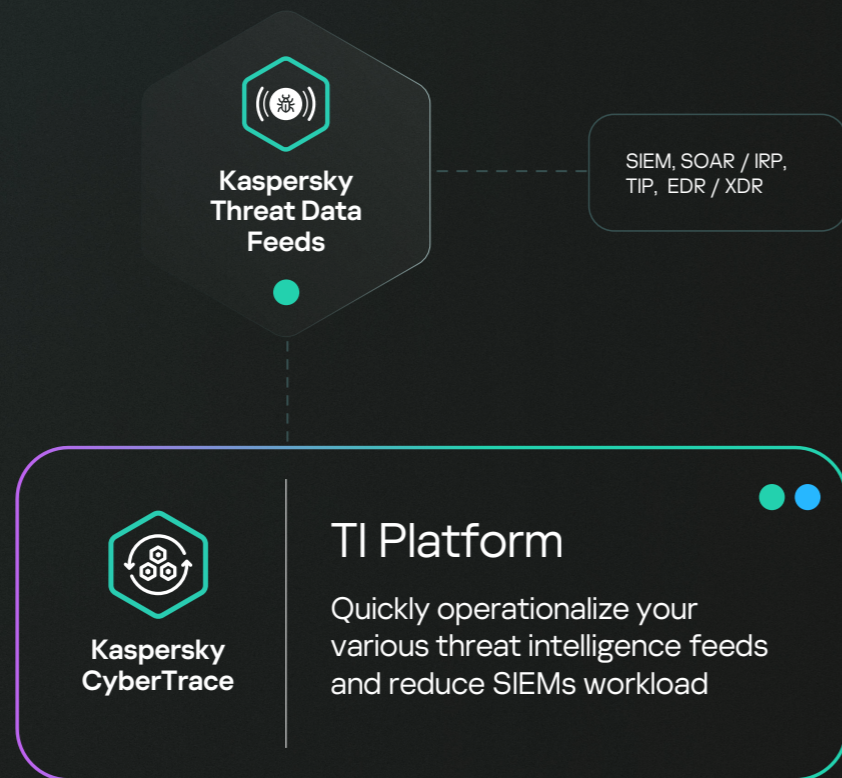 Kaspersky
Threat Data
Feeds
SIEM, SOAR / IRP,
TIP, EDR / XDR
Kaspersky
CyberTrace
TI Platform
Quickly operationalize your
various threat intelligence feeds
and reduce SIEMs workload